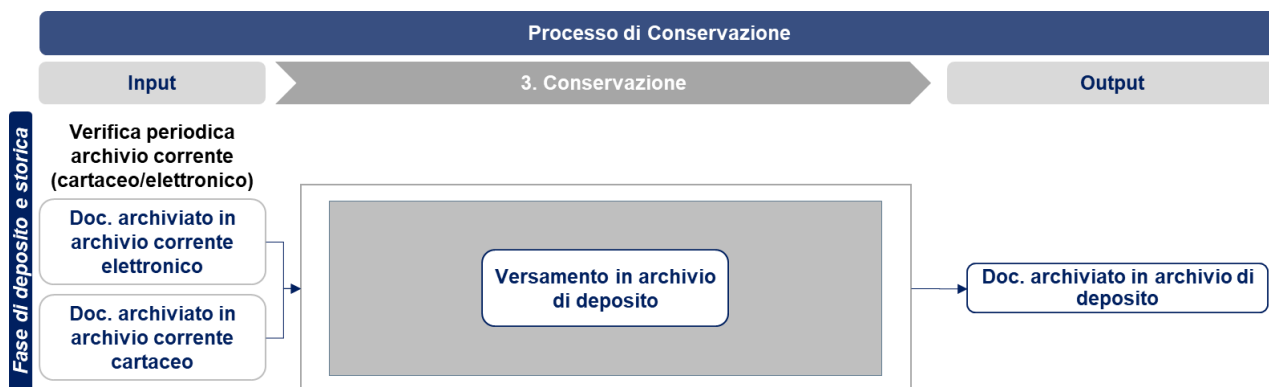 Processo di Conservazione
Input
3. Conservazione
Output
Fase di deposito e storica
Verifica periodica
archivio corrente
(cartaceo/elettronico)
Doc. archiviato in
archivio corrente
elettronico
Doc. archiviato in
archivio corrente
cartaceo
Versamento in archivio
di deposito
Doc. archiviato in archivio di
deposito